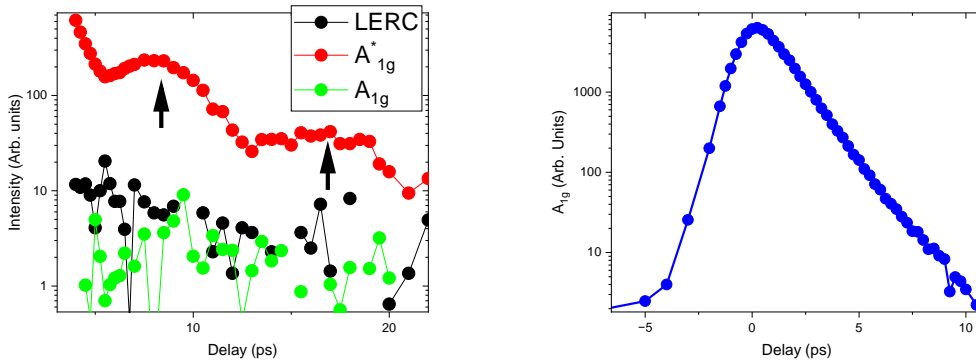 LERC
A*1g
A1g
Intensity (Arb. units)
100
10
1
10
20
Delay (ps)
A1g (Arb. Units)
1000
100
10
-5
0
5
10
Delay (ps)